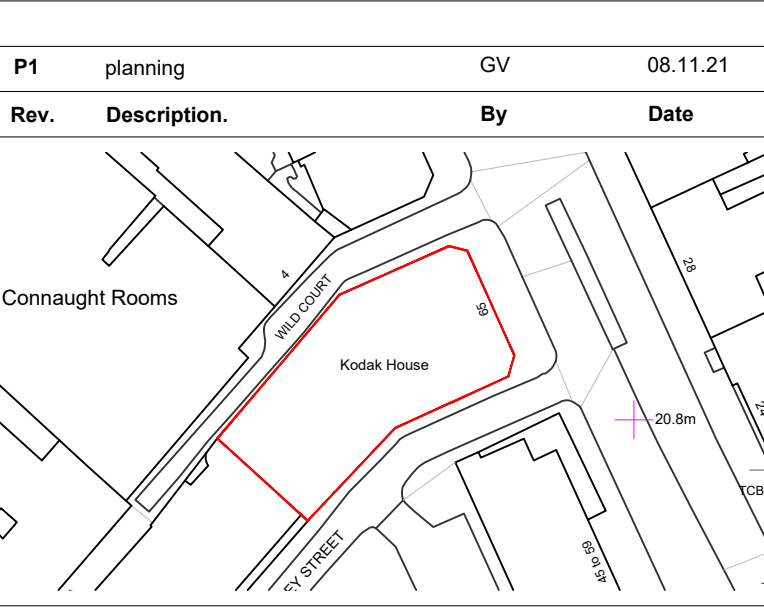 P1 planning GV 08.11.21
Rev. Description. By Date
28
4
Connaught Rooms
WILD COURT
65
Kodak House
20.8m
24
TCB
EY STREET
45 to 59